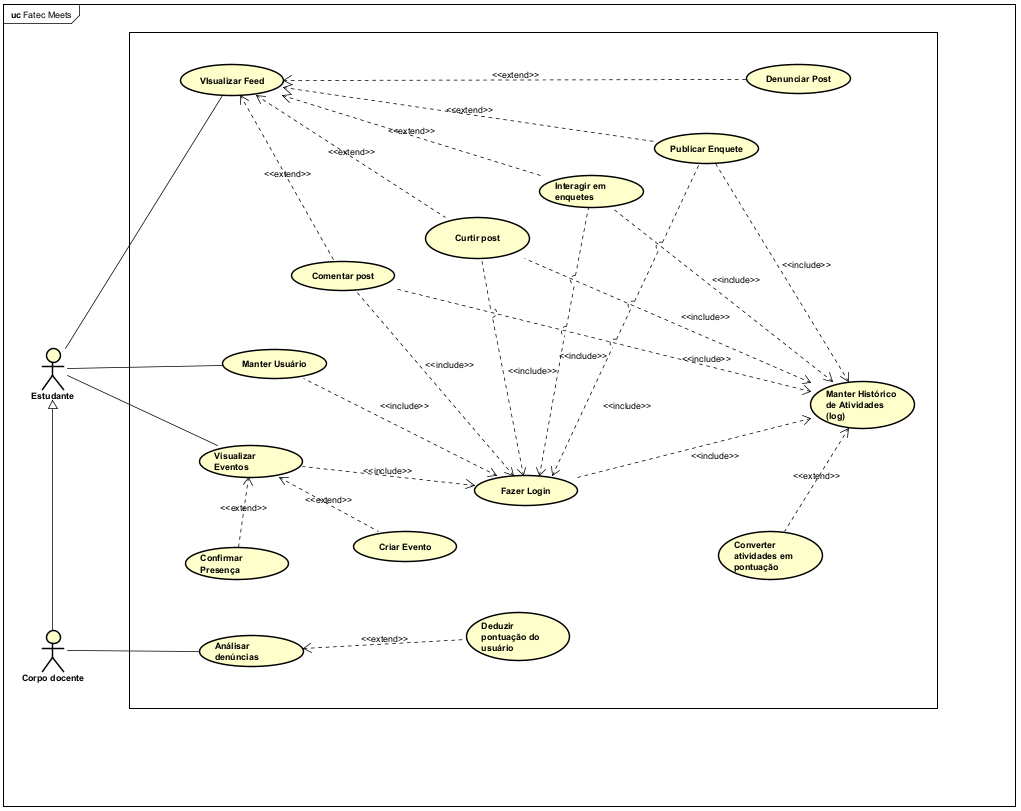 uc Fatec Meets
VIsualizar Feed
<<extend>>
Denunciar Post
<<extend>>
<<extend>>
Publicar Enquete
<<extend>>
<<extend>>
Interagir em
enquetes
Curtir post
<<include>>
Comentar post
<<include>>
<<include>>
<<include>>
<<include>>
<<include>>
<<include>>
<<include>>
Manter Usuário
Estudante
Manter Histórico
de Atividades
(log)
<<include>>
<<include>>
Visualizar
Eventos
<<include>>
<<include>>
<<extend>>
Fazer Login
<<extend>>
<<extend>>
Criar Evento
Confirmar
Presença
Converter
atividades em
pontuação
Deduzir
pontuação do
usuário
<<extend>>
Análisar
denúncias
Corpo docente